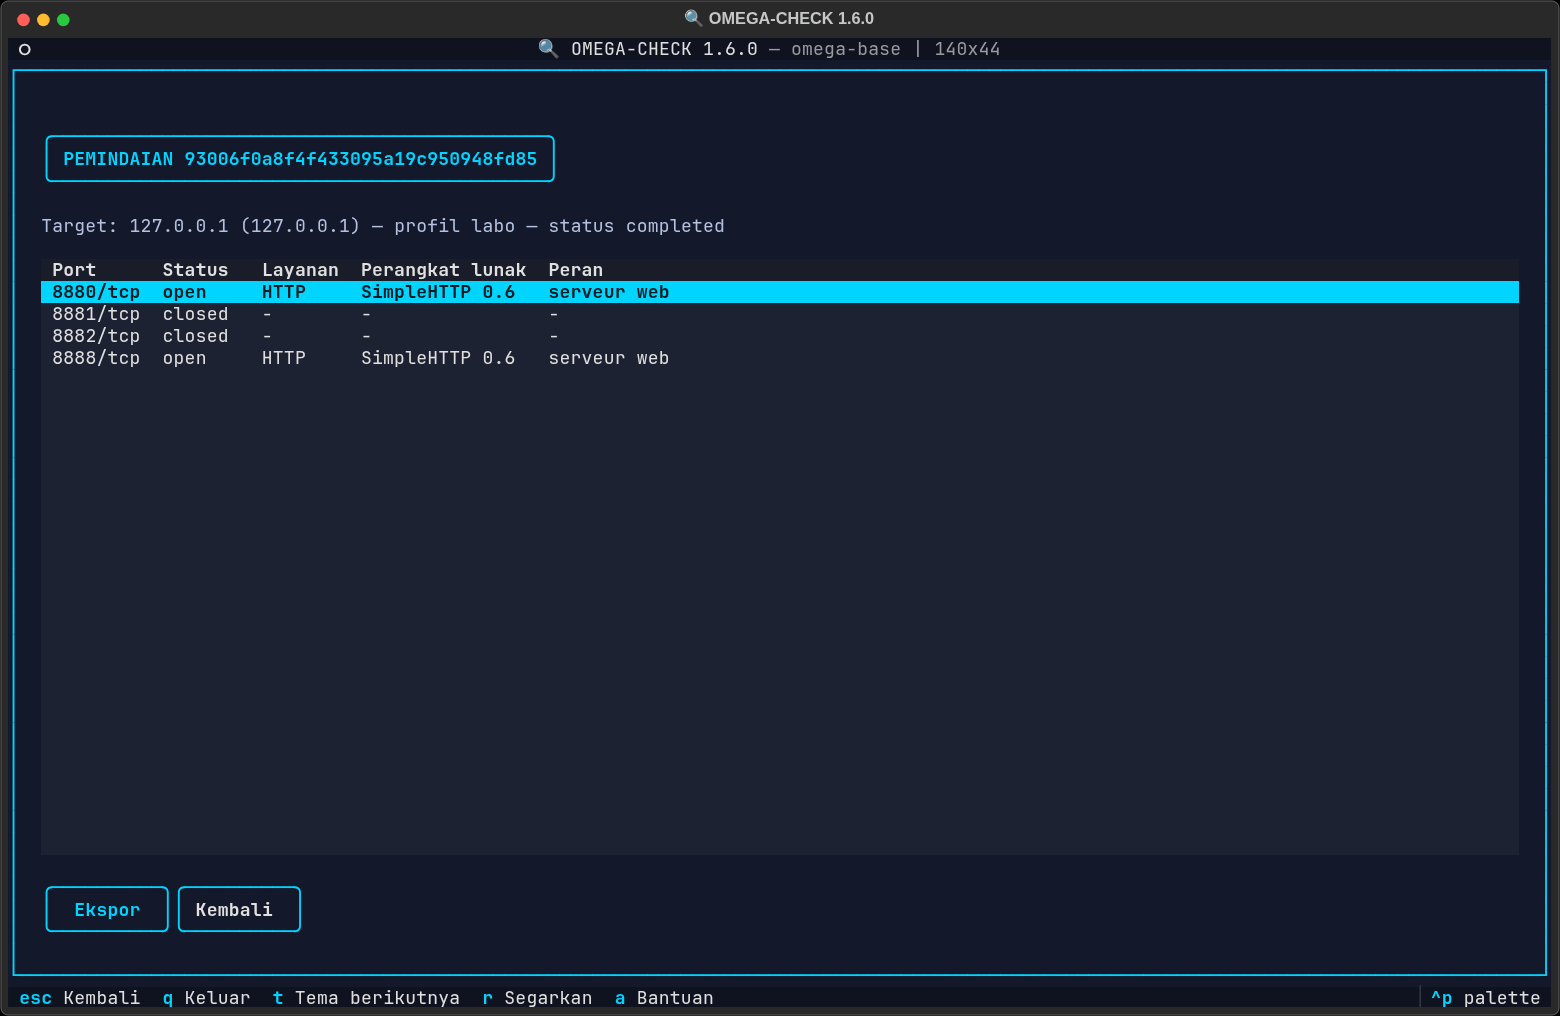 🔍 OMEGA-CHECK 1.6.0
🔍 OMEGA-CHECK 1.6.0 — omega-base | 140x44
PEMINDAIAN 93006f0a8f4f433095a19c950948fd85
Target: 127.0.0.1 (127.0.0.1) — profil labo — status completed
Port Status Layanan Perangkat lunak Peran
8880/tcp open HTTP SimpleHTTP 0.6 serveur web
8881/tcp closed - - -
8882/tcp closed - - -
8888/tcp open HTTP SimpleHTTP 0.6 serveur web
Ekspor Kembali
esc Kembali q Keluar t Tema berikutnya r Segarkan a Bantuan ^p palette